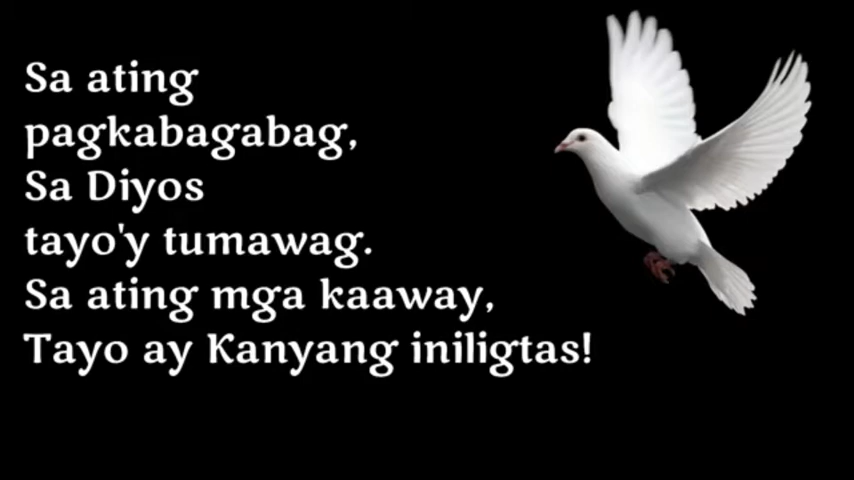 Sa ating
pagkabagabag,
Sa Diyos
tayo'y tumawag.
Sa ating mga kaaway,
Tayo ay Kanyang iniligtas!